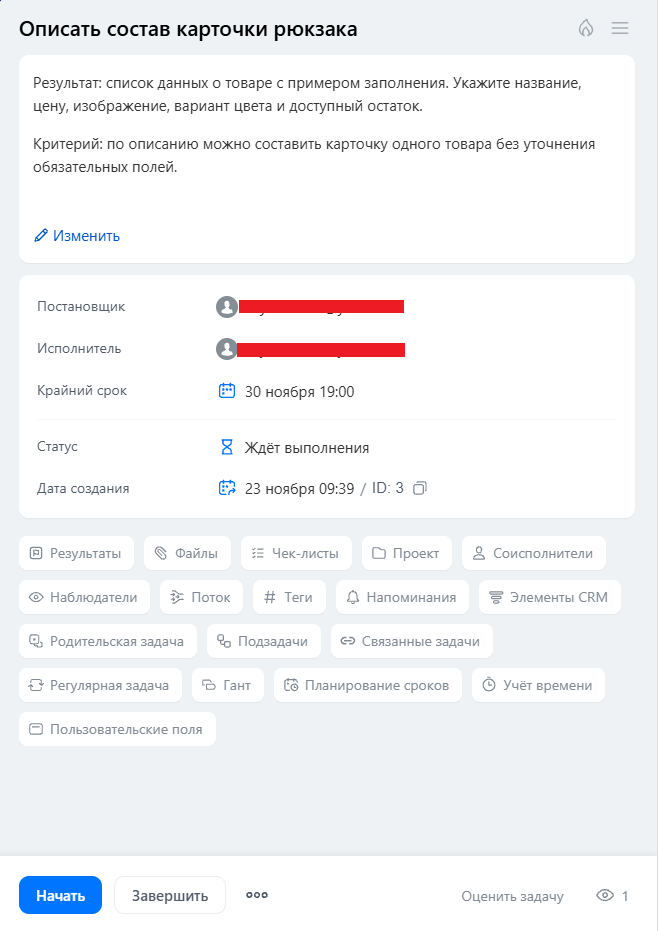 Описать состав карточки рюкзака
Результат: список данных о товаре с примером заполнения. Укажите название,
цену, изображение, вариант цвета и доступный остаток.
Критерий: по описанию можно составить карточку одного товара без уточнения
обязательных полей.
Изменить
Постановщик
Исполнитель
Крайний срок 30 ноября 19:00
Статус Ждёт выполнения
Дата создания 23 ноября 09:39 / ID: 3
Результаты Файлы Чек-листы Проект Соисполнители
Наблюдатели Поток Теги Напоминания Элементы CRM
Родительская задача Подзадачи Связанные задачи
Регулярная задача Гант Планирование сроков Учёт времени
Пользовательские поля
Начать Завершить Оценить задачу 1